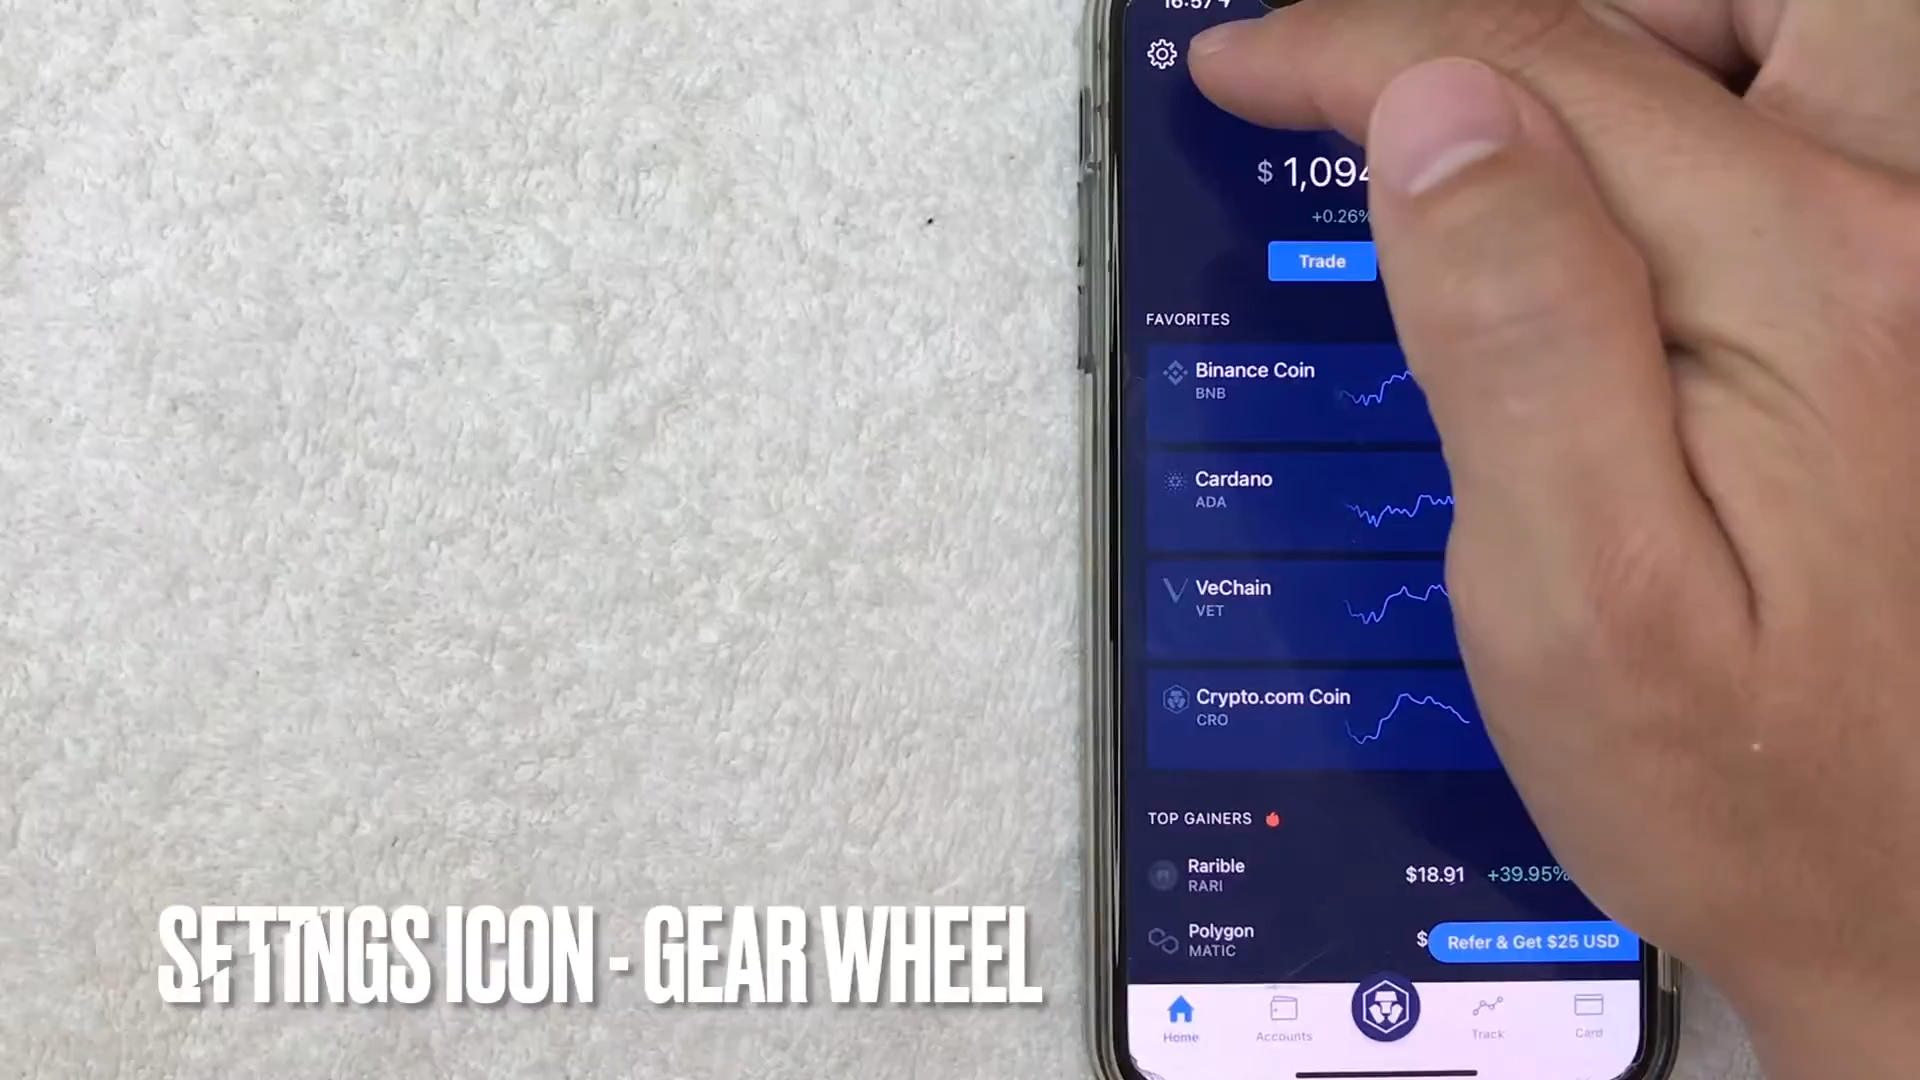 16:57
$ 1,094
+0.26%
Trade
FAVORITES
Binance Coin
BNB
Cardano
ADA
VeChain
VET
Crypto.com Coin
CRO
TOP GAINERS
Rarible
RARI
$18.91 +39.95%
Polygon
MATIC
$
Refer & Get $25 USD
Home
Accounts
Track
Card
SETTINGS ICON - GEAR WHEEL